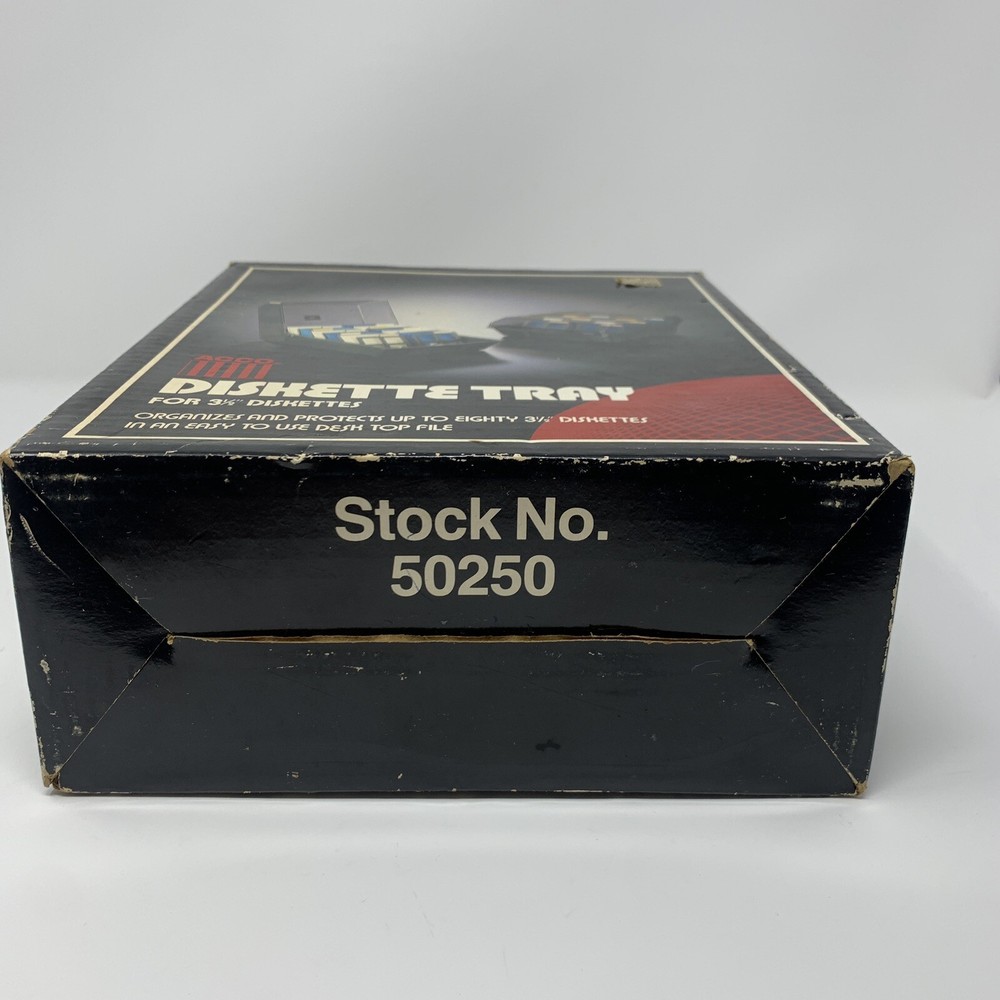 ACCO
DISKETTE TRAY
FOR 3½" DISKETTES
ORGANIZES AND PROTECTS UP TO EIGHTY 3½" DISKETTES
IN AN EASY TO USE DESK TOP FILE
Stock No.
50250